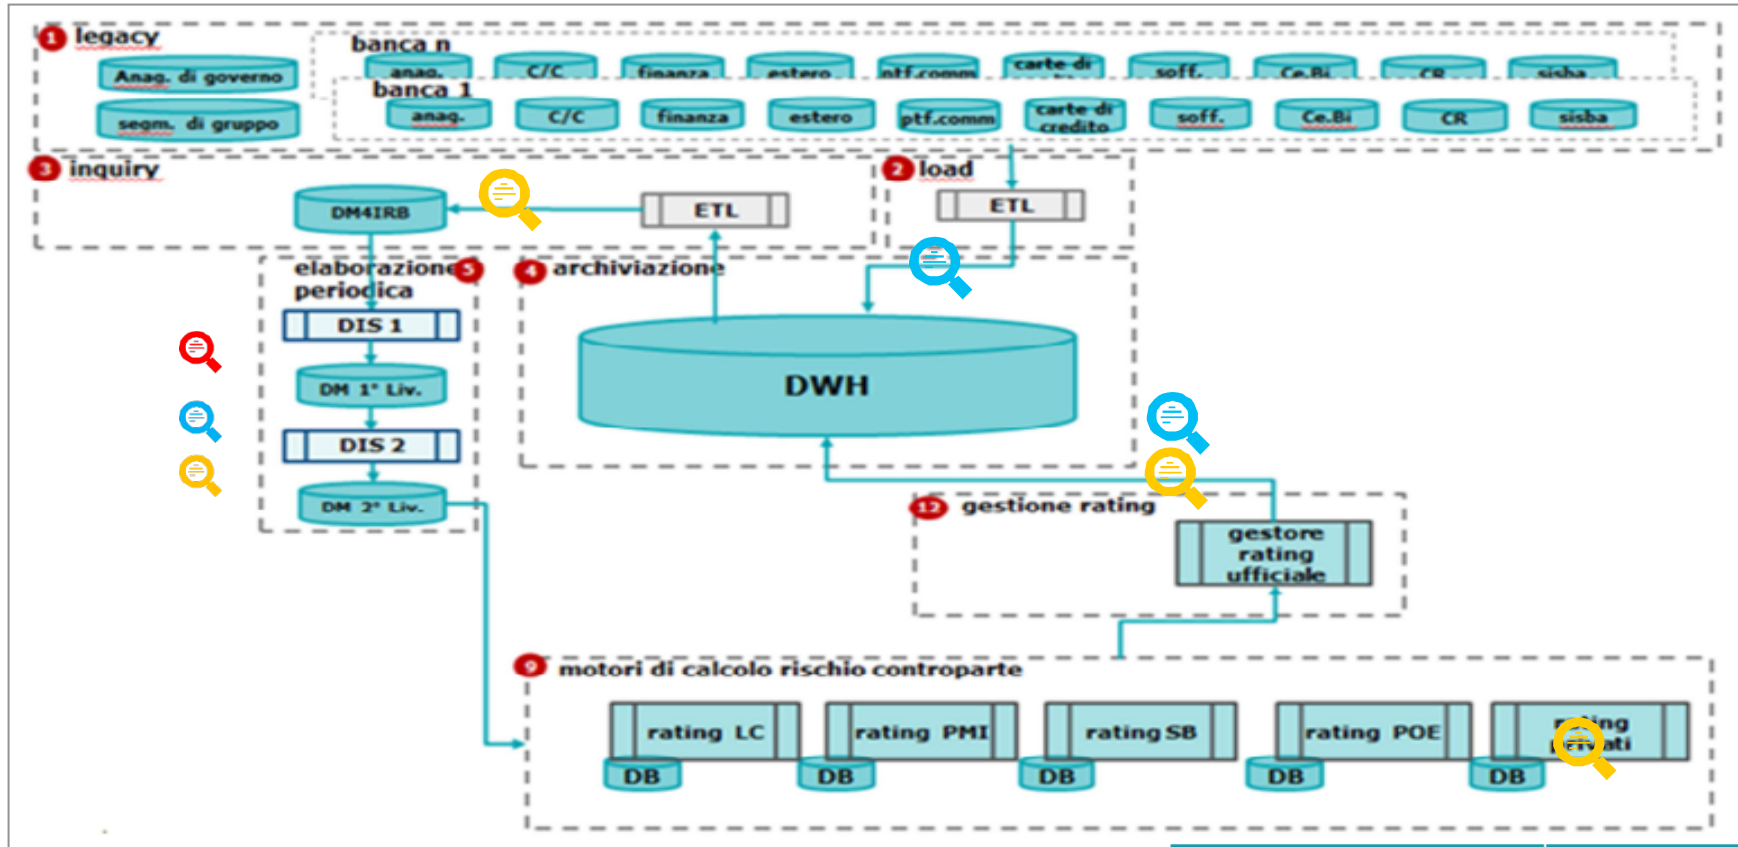 1 legacy
Anag. di governo
segm. di gruppo
banca n
anag.
C/C
finanza
estero
ptf.comm
carte di
soff.
Ce.Bi
CR
sisba
banca 1
anag.
C/C
finanza
estero
ptf.comm
carte di
credito
soff.
Ce.Bi
CR
sisba
3 inquiry
DM4IRB
ETL
2 load
ETL
elaborazione 5
periodica
DIS 1
DM 1° Liv.
DIS 2
DM 2° Liv.
4 archiviazione
DWH
12 gestione rating
gestore
rating
ufficiale
9 motori di calcolo rischio controparte
rating LC
DB
rating PMI
DB
rating SB
DB
rating POE
DB
rating
privati
DB